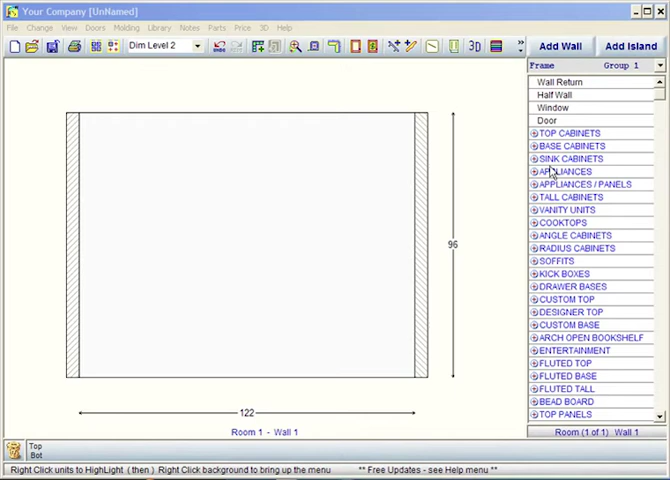 Your Company [UnNamed]
File Change View Doors Molding Library Notes Parts Price 3D Help
Dim Level 2 3D » Add Wall Add Island
Frame Group 1
Wall Return
Half Wall
Window
Door
TOP CABINETS
BASE CABINETS
SINK CABINETS
APPLIANCES
APPLIANCES / PANELS
TALL CABINETS
VANITY UNITS
COOKTOPS
ANGLE CABINETS
RADIUS CABINETS
SOFFITS
KICK BOXES
DRAWER BASES
CUSTOM TOP
DESIGNER TOP
CUSTOM BASE
ARCH OPEN BOOKSHELF
ENTERTAINMENT
FLUTED TOP
FLUTED BASE
FLUTED TALL
BEAD BOARD
TOP PANELS
96
122
Room 1 - Wall 1
Room (1 of 1) Wall 1
Top
Bot
Right Click units to HighLight ( then ) Right Click background to bring up the menu ** Free Updates - see Help menu **